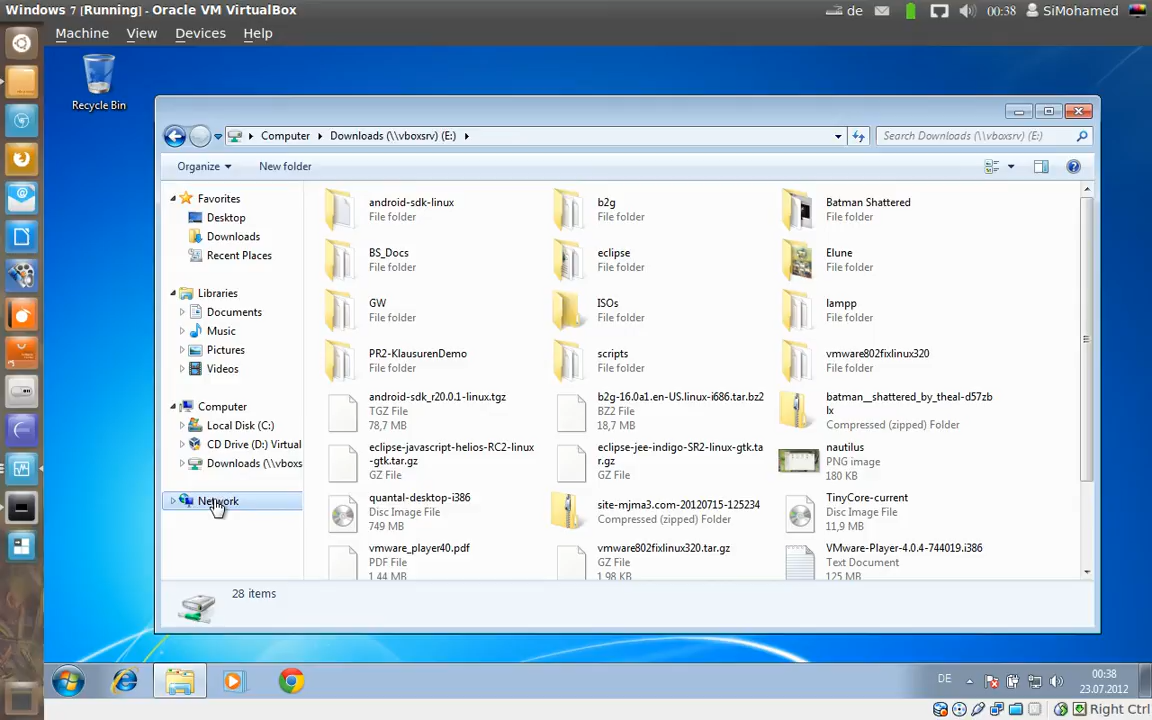 Windows 7 [Running] - Oracle VM VirtualBox
de
00:38
SiMohamed
Machine
View
Devices
Help
Recycle Bin
Computer
Downloads (\\vboxsrv) (E:)
Search Downloads (\\vboxsrv) (E:)
Organize
New folder
Favorites
Desktop
Downloads
Recent Places
Libraries
Documents
Music
Pictures
Videos
Computer
Local Disk (C:)
CD Drive (D:) Virtual
Downloads (\\vboxs
Network
android-sdk-linux
File folder
b2g
File folder
Batman Shattered
File folder
BS_Docs
File folder
eclipse
File folder
Elune
File folder
GW
File folder
ISOs
File folder
lampp
File folder
PR2-KlausurenDemo
File folder
scripts
File folder
vmware802fixlinux320
File folder
android-sdk_r20.0.1-linux.tgz
TGZ File
78,7 MB
b2g-16.0a1.en-US.linux-i686.tar.bz2
BZ2 File
18,7 MB
batman__shattered_by_theal-d57zb
lx
Compressed (zipped) Folder
eclipse-javascript-helios-RC2-linux
-gtk.tar.gz
GZ File
eclipse-jee-indigo-SR2-linux-gtk.ta
r.gz
GZ File
nautilus
PNG image
180 KB
quantal-desktop-i386
Disc Image File
749 MB
site-mjma3.com-20120715-125234
Compressed (zipped) Folder
TinyCore-current
Disc Image File
11,9 MB
vmware_player40.pdf
PDF File
1,44 MB
vmware802fixlinux320.tar.gz
GZ File
1,98 KB
VMware-Player-4.0.4-744019.i386
Text Document
125 MB
28 items
DE
00:38
23.07.2012
Right Ctrl